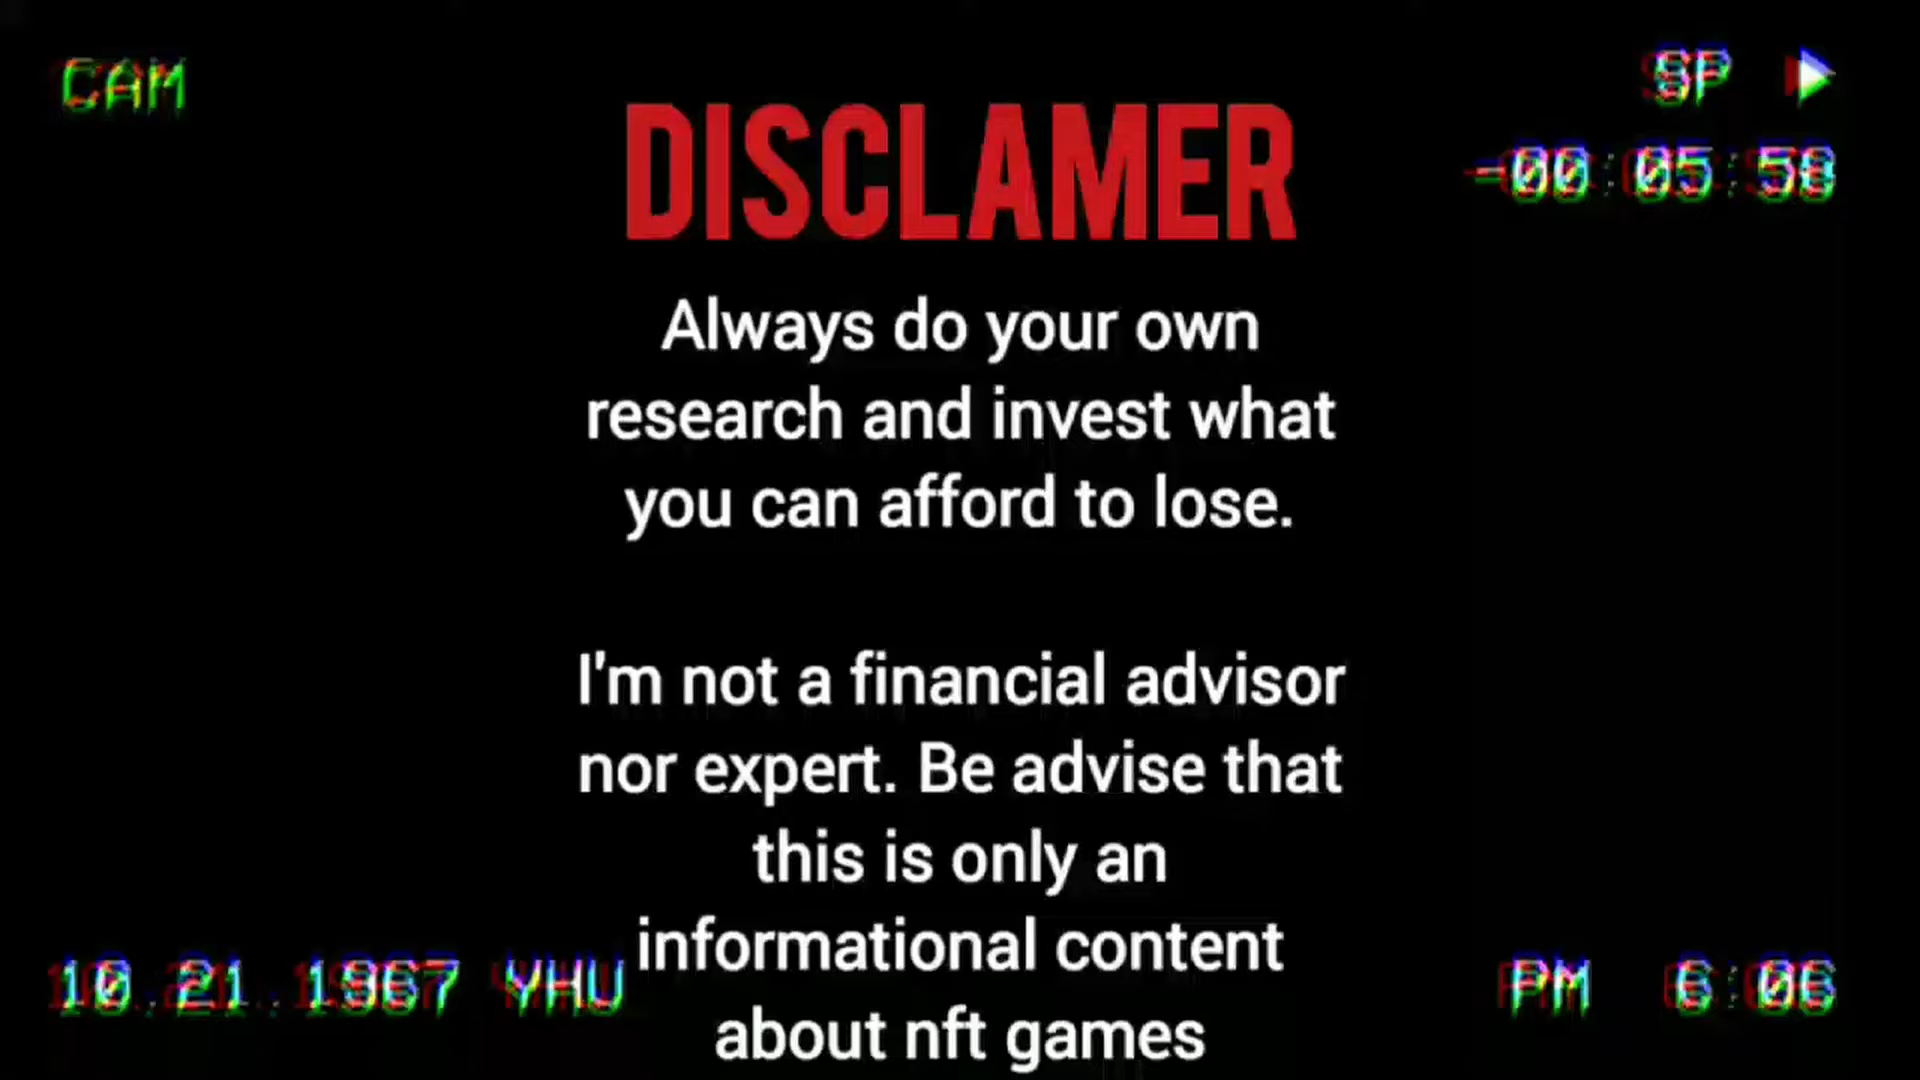 CAM
SP
-00:05:58
DISCLAMER
Always do your own
research and invest what
you can afford to lose.
I'm not a financial advisor
nor expert. Be advise that
this is only an
informational content
about nft games
10.21.1967 YHU
PM 6:06